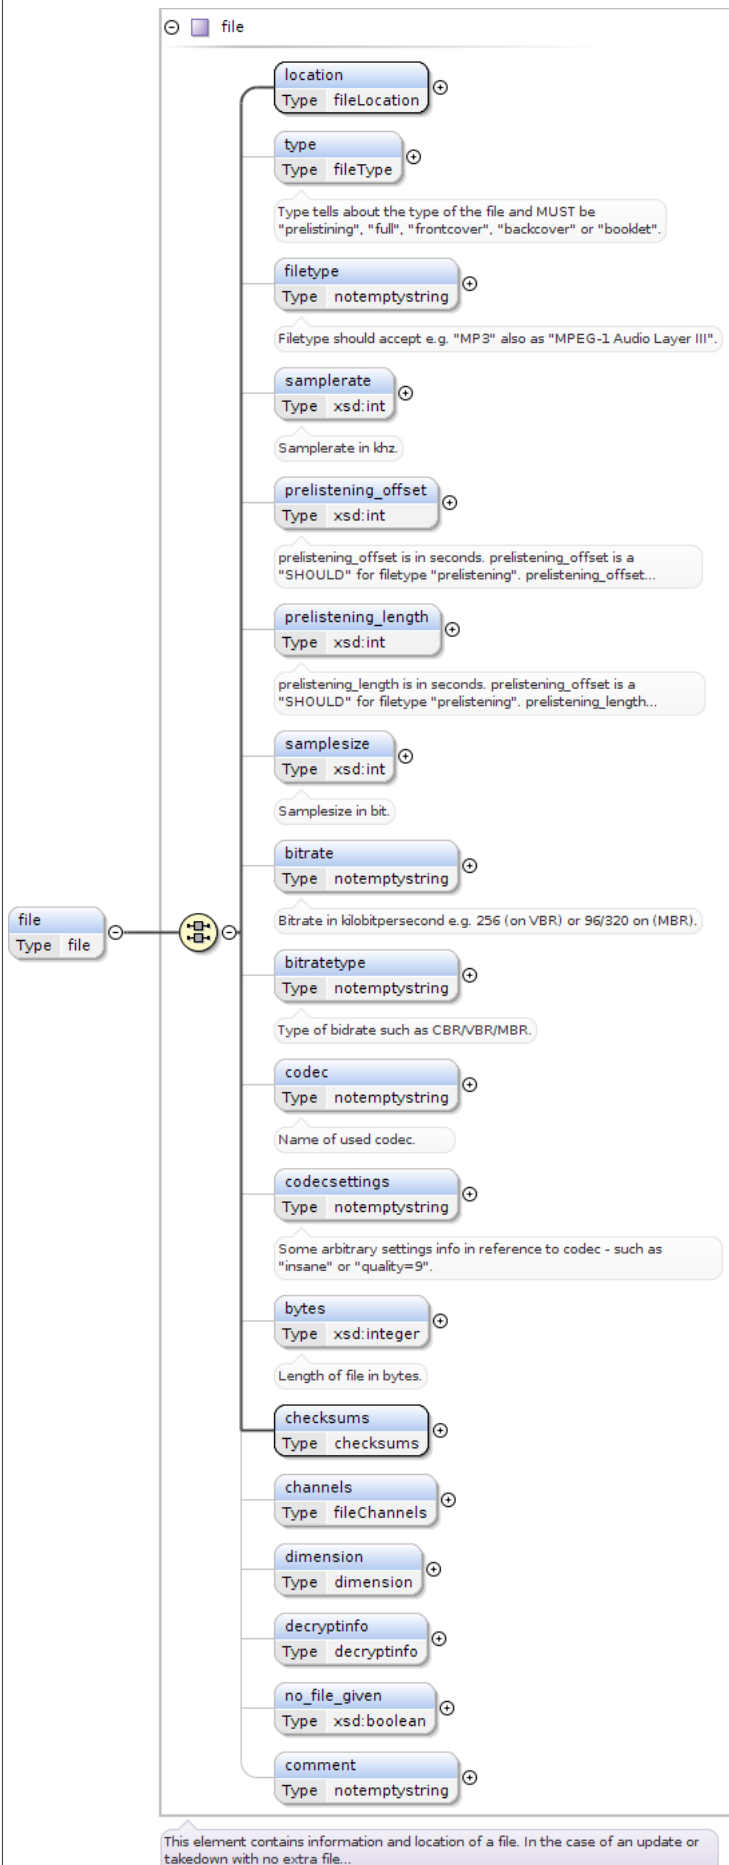 file
location
Type fileLocation
type
Type fileType
Type tells about the type of the file and MUST be
"prelistining", "full", "frontcover", "backcover" or "booklet".
filetype
Type notemptystring
Filetype should accept e.g. "MP3" also as "MPEG-1 Audio Layer III".
samplerate
Type xsd:int
Samplerate in khz.
prelistening_offset
Type xsd:int
prelistening_offset is in seconds. prelistening_offset is a
"SHOULD" for filetype "prelistening". prelistening_offset...
prelistening_length
Type xsd:int
prelistening_length is in seconds. prelistening_offset is a
"SHOULD" for filetype "prelistening". prelistening_length...
samplesize
Type xsd:int
Samplesize in bit.
bitrate
Type notemptystring
Bitrate in kilobitpersecond e.g. 256 (on VBR) or 96/320 on (MBR).
file
Type file
bitratetype
Type notemptystring
Type of bidrate such as CBR/VBR/MBR.
codec
Type notemptystring
Name of used codec.
codecsettings
Type notemptystring
Some arbitrary settings info in reference to codec - such as
"insane" or "quality=9".
bytes
Type xsd:integer
Length of file in bytes.
checksums
Type checksums
channels
Type fileChannels
dimension
Type dimension
decryptinfo
Type decryptinfo
no_file_given
Type xsd:boolean
comment
Type notemptystring
This element contains information and location of a file. In the case of an update or
takedown with no extra file...